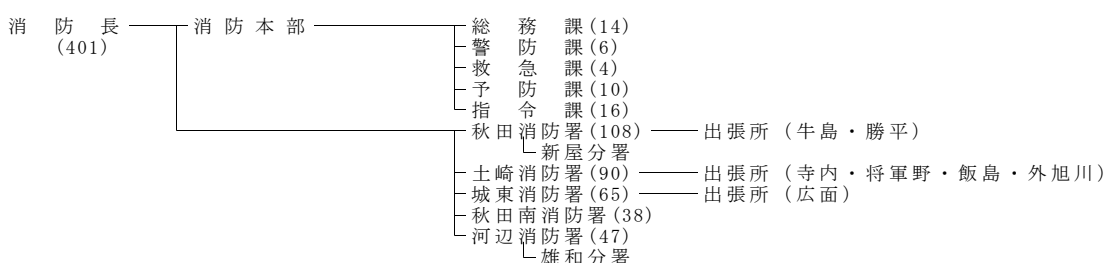 消防長 消防本部 総務課(14)
(401) 警防課(6)
救急課(4)
予防課(10)
指令課(16)
秋田消防署(108) 出張所(牛島・勝平)
新屋分署
土崎消防署(90) 出張所(寺内・将軍野・飯島・外旭川)
城東消防署(65) 出張所(広面)
秋田南消防署(38)
河辺消防署(47)
雄和分署